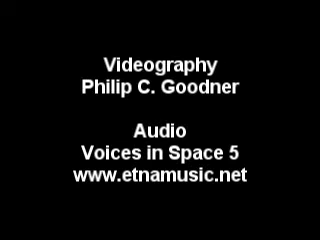 Videography
Philip C. Goodner
Audio
Voices in Space 5
www.etnamusic.net